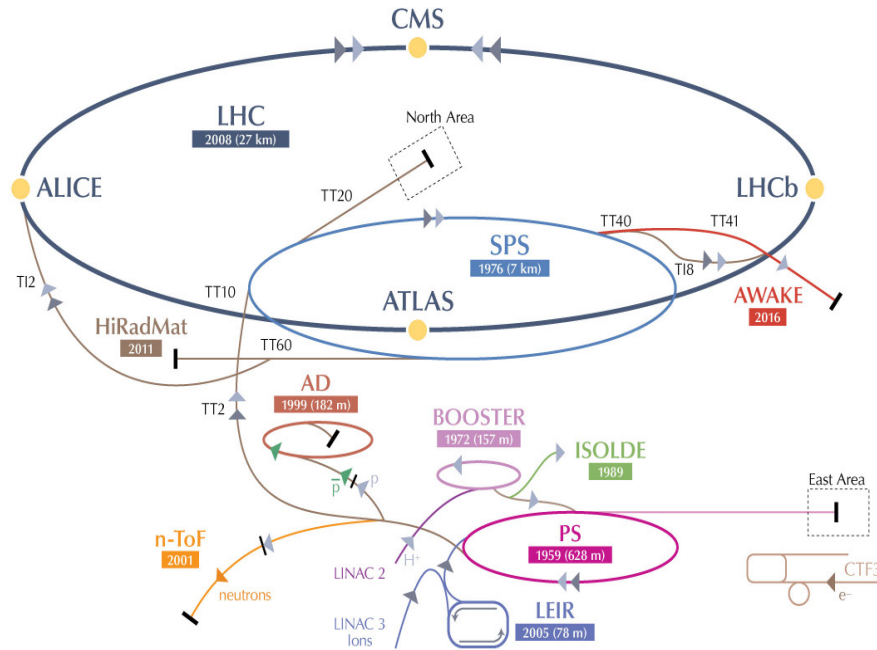 CMS
LHC
2008 (27 km)
North Area
ALICE
TT20
LHCb
TT40
TT41
SPS
1976 (7 km)
TI2
TI8
TT10
ATLAS
AWAKE
2016
HiRadMat
2011
TT60
AD
1999 (182 m)
TT2
BOOSTER
1972 (157 m)
ISOLDE
1989
p
p̅
East Area
n-ToF
2001
PS
1959 (628 m)
H+
LINAC 2
neutrons
CTF3
e-
LEIR
2005 (78 m)
LINAC 3
Ions